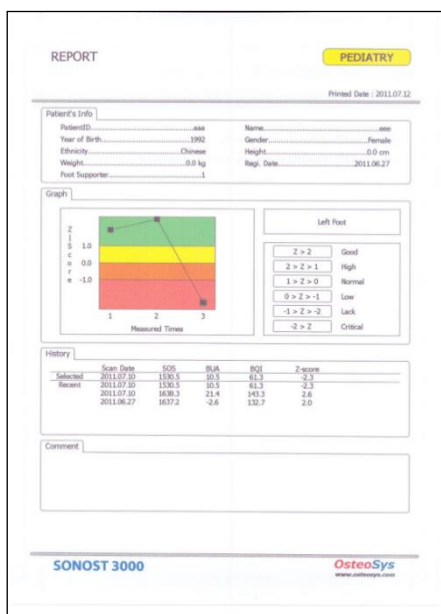 REPORT
PEDIATRY
Printed Date : 2011.07.12
Patient's Info
PatientID...aaa
Name...aaa
Year of Birth...1992
Gender...Female
Ethnicity...Chinese
Height...0.0 cm
Weight...0.0 kg
Regi. Date...2011.06.27
Foot Supporter...1
Graph
Z Score
1.0
0.0
-1.0
1 2 3
Measured Times
Left Foot
Z > 2 Good
2 > Z > 1 High
1 > Z > 0 Normal
0 > Z > -1 Low
-1 > Z > -2 Lack
-2 > Z Critical
History
Scan Date SOS BUA BQI Z-score
Selected 2011.07.10 1530.5 10.5 61.3 -2.3
Recent 2011.07.10 1530.5 10.5 61.3 -2.3
2011.07.10 1638.3 21.4 143.3 2.6
2011.06.27 1637.2 -2.6 132.7 2.0
Comment
SONOST 3000
OsteoSys
www.osteosys.com